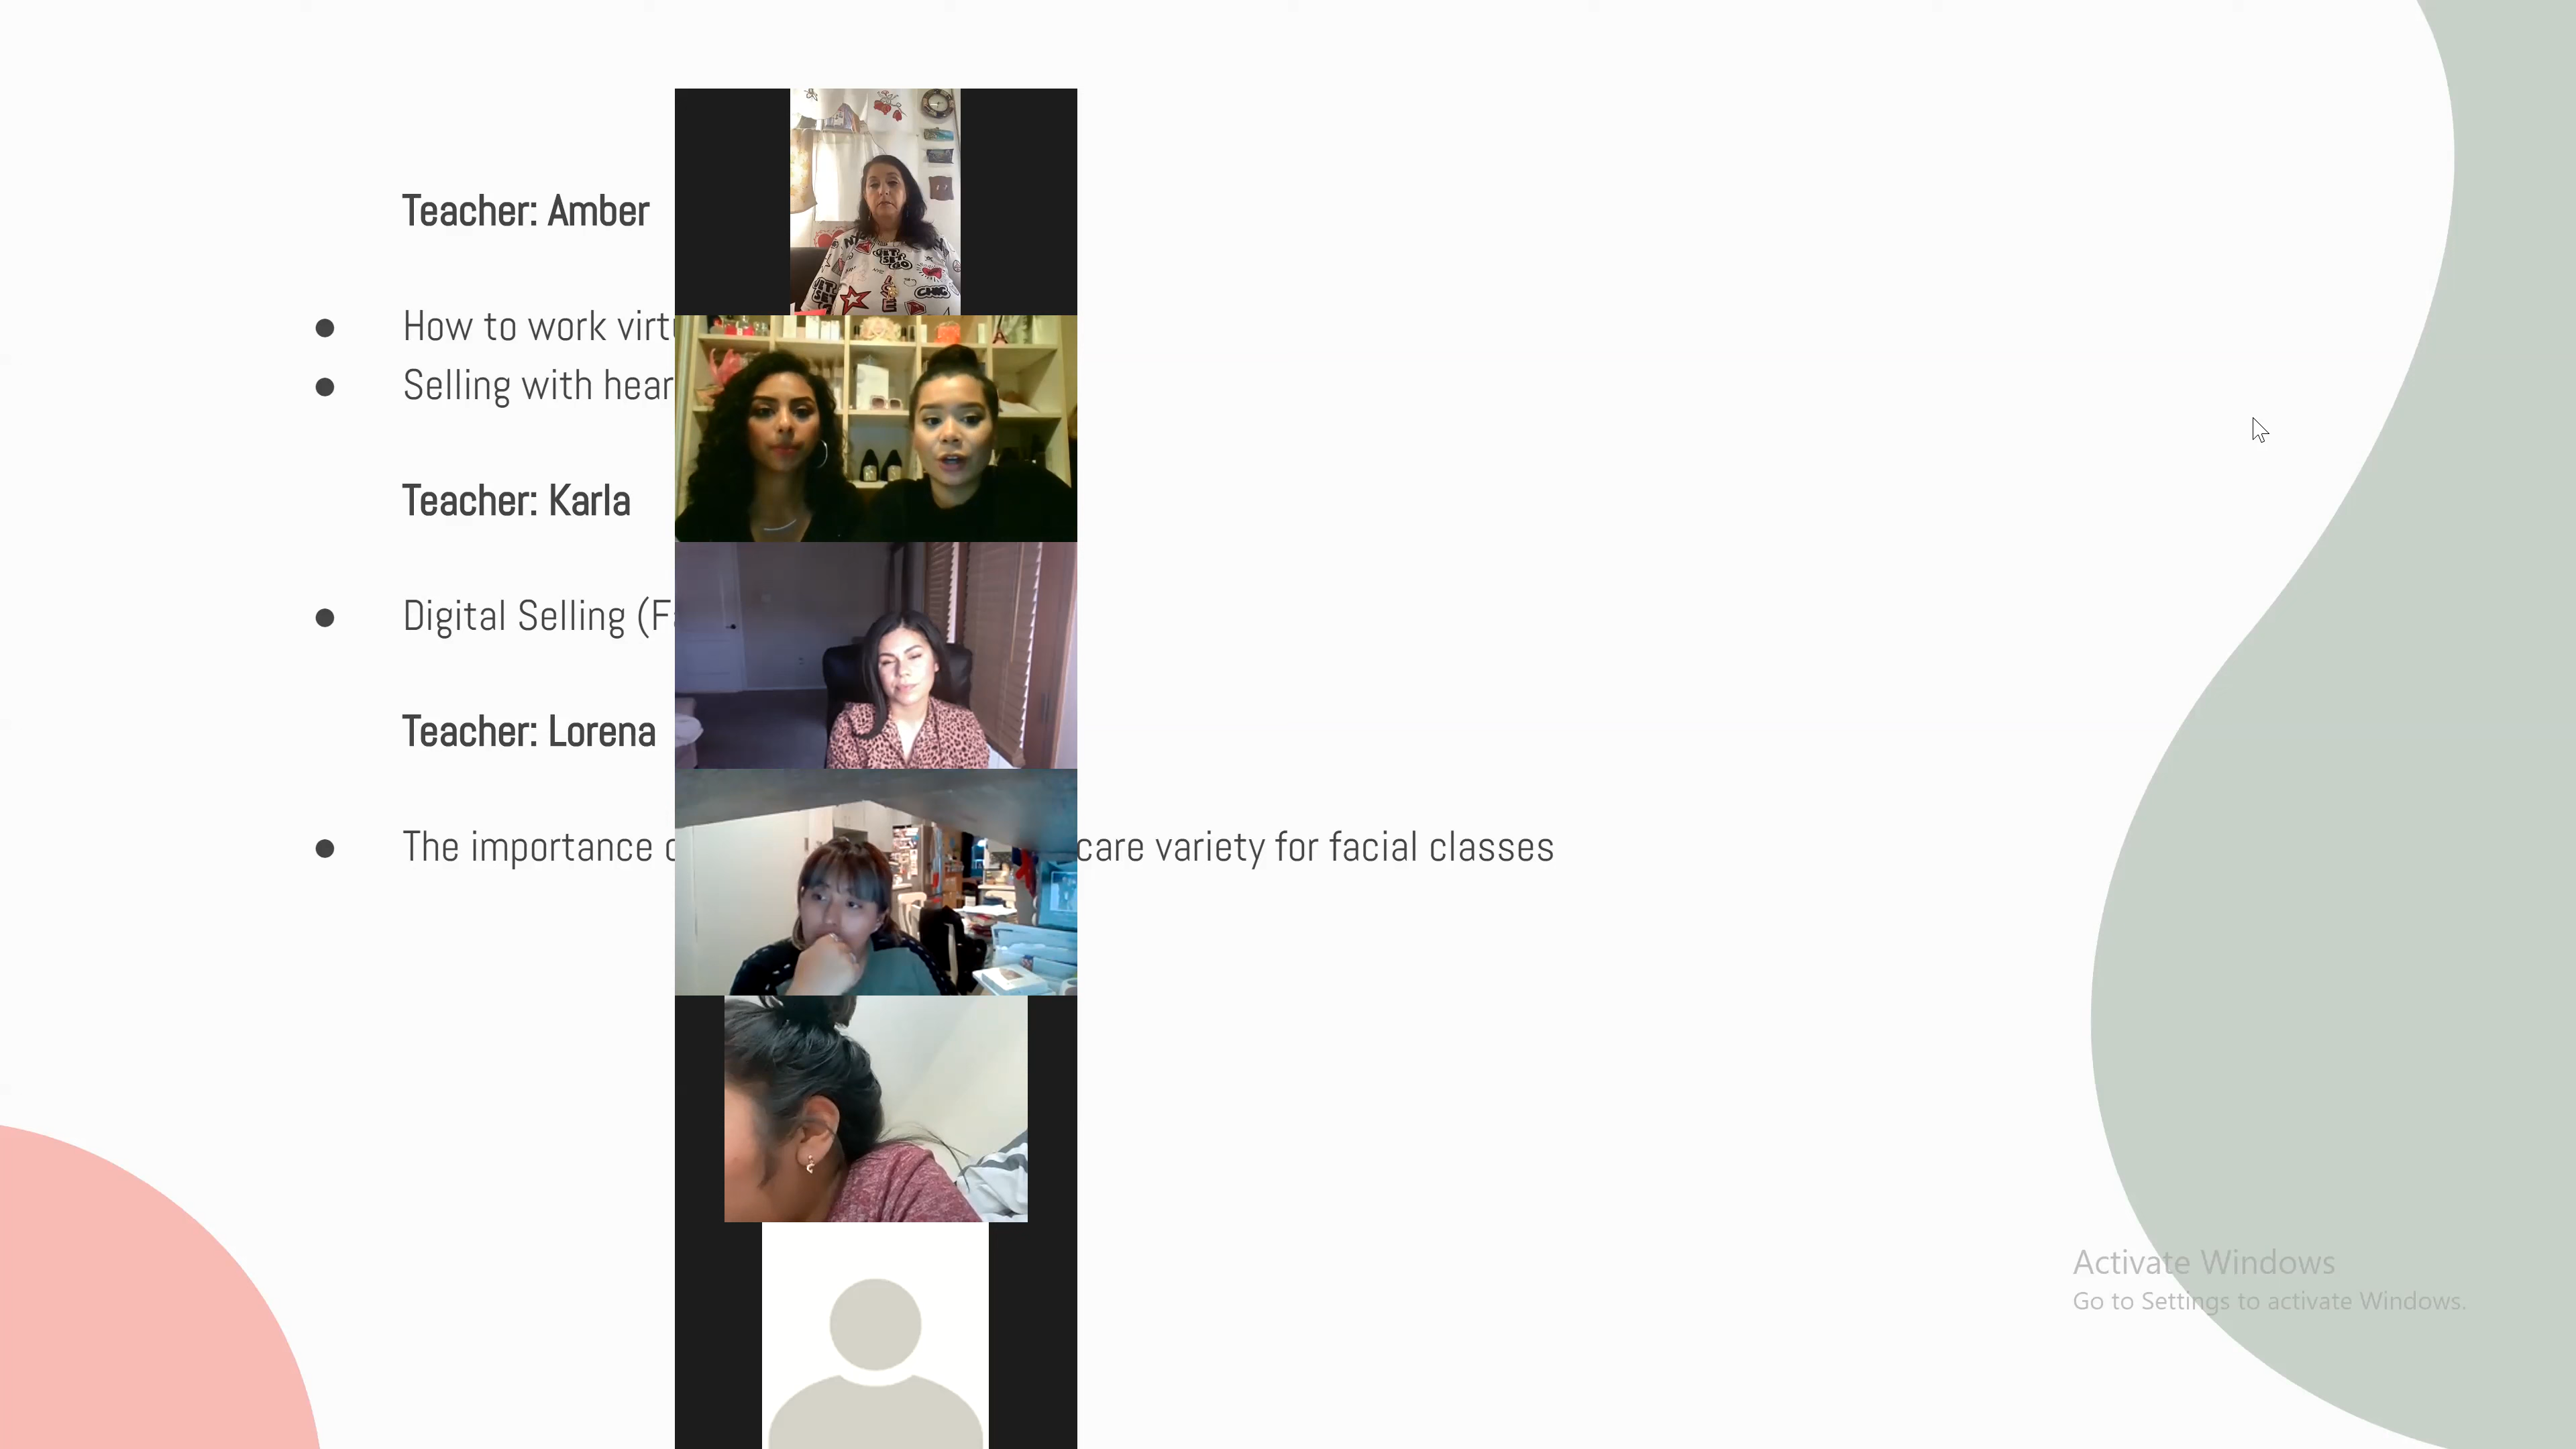 Teacher: Amber
How to work virt
Selling with hear
Teacher: Karla
Digital Selling (F
Teacher: Lorena
The importance care variety for facial classes
CHIC
Activate Windows
Go to Settings to activate Windows.